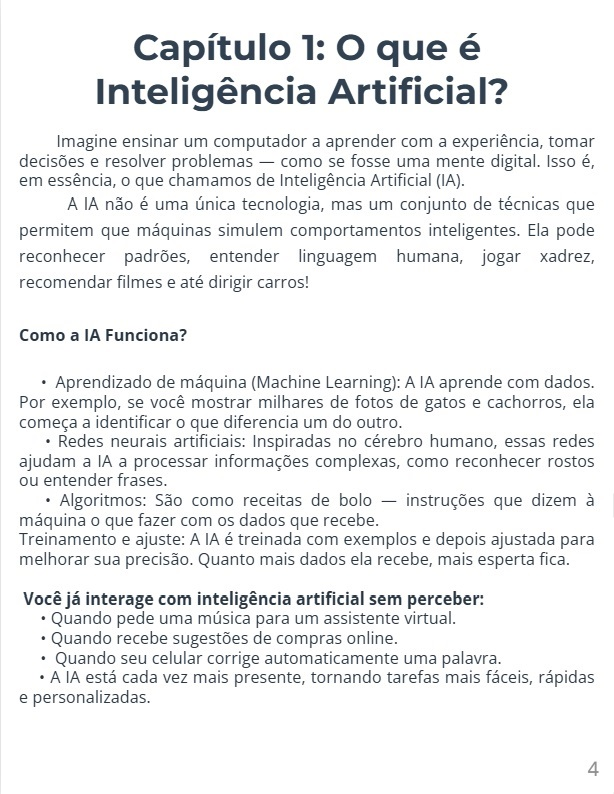 Capítulo 1: O que é
Inteligência Artificial?
Imagine ensinar um computador a aprender com a experiência, tomar
decisões e resolver problemas — como se fosse uma mente digital. Isso é,
em essência, o que chamamos de Inteligência Artificial (IA).
A IA não é uma única tecnologia, mas um conjunto de técnicas que
permitem que máquinas simulem comportamentos inteligentes. Ela pode
reconhecer padrões, entender linguagem humana, jogar xadrez,
recomendar filmes e até dirigir carros!
Como a IA Funciona?
• Aprendizado de máquina (Machine Learning): A IA aprende com dados.
Por exemplo, se você mostrar milhares de fotos de gatos e cachorros, ela
começa a identificar o que diferencia um do outro.
• Redes neurais artificiais: Inspiradas no cérebro humano, essas redes
ajudam a IA a processar informações complexas, como reconhecer rostos
ou entender frases.
• Algoritmos: São como receitas de bolo — instruções que dizem à
máquina o que fazer com os dados que recebe.
Treinamento e ajuste: A IA é treinada com exemplos e depois ajustada para
melhorar sua precisão. Quanto mais dados ela recebe, mais esperta fica.
Você já interage com inteligência artificial sem perceber:
• Quando pede uma música para um assistente virtual.
• Quando recebe sugestões de compras online.
• Quando seu celular corrige automaticamente uma palavra.
• A IA está cada vez mais presente, tornando tarefas mais fáceis, rápidas
e personalizadas.
4